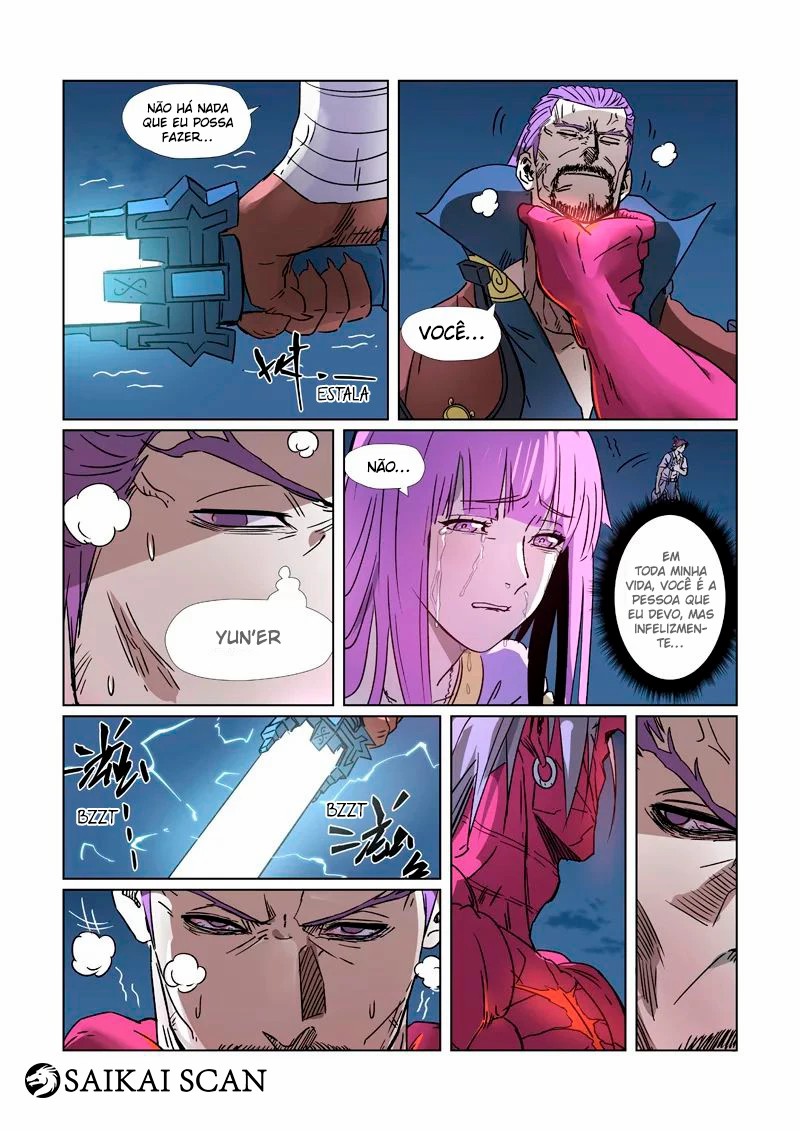 NÃO HÁ NADA
QUE EU POSSA
FAZER...
ESTALA
VOCÊ...
YUN'ER
NÃO...
EM
TODA MINHA
VIDA, VOCÊ É A
PESSOA QUE
EU DEVO, MAS
INFELIZMEN-
TE...
BZZT
BZZT
SAIKAI SCAN